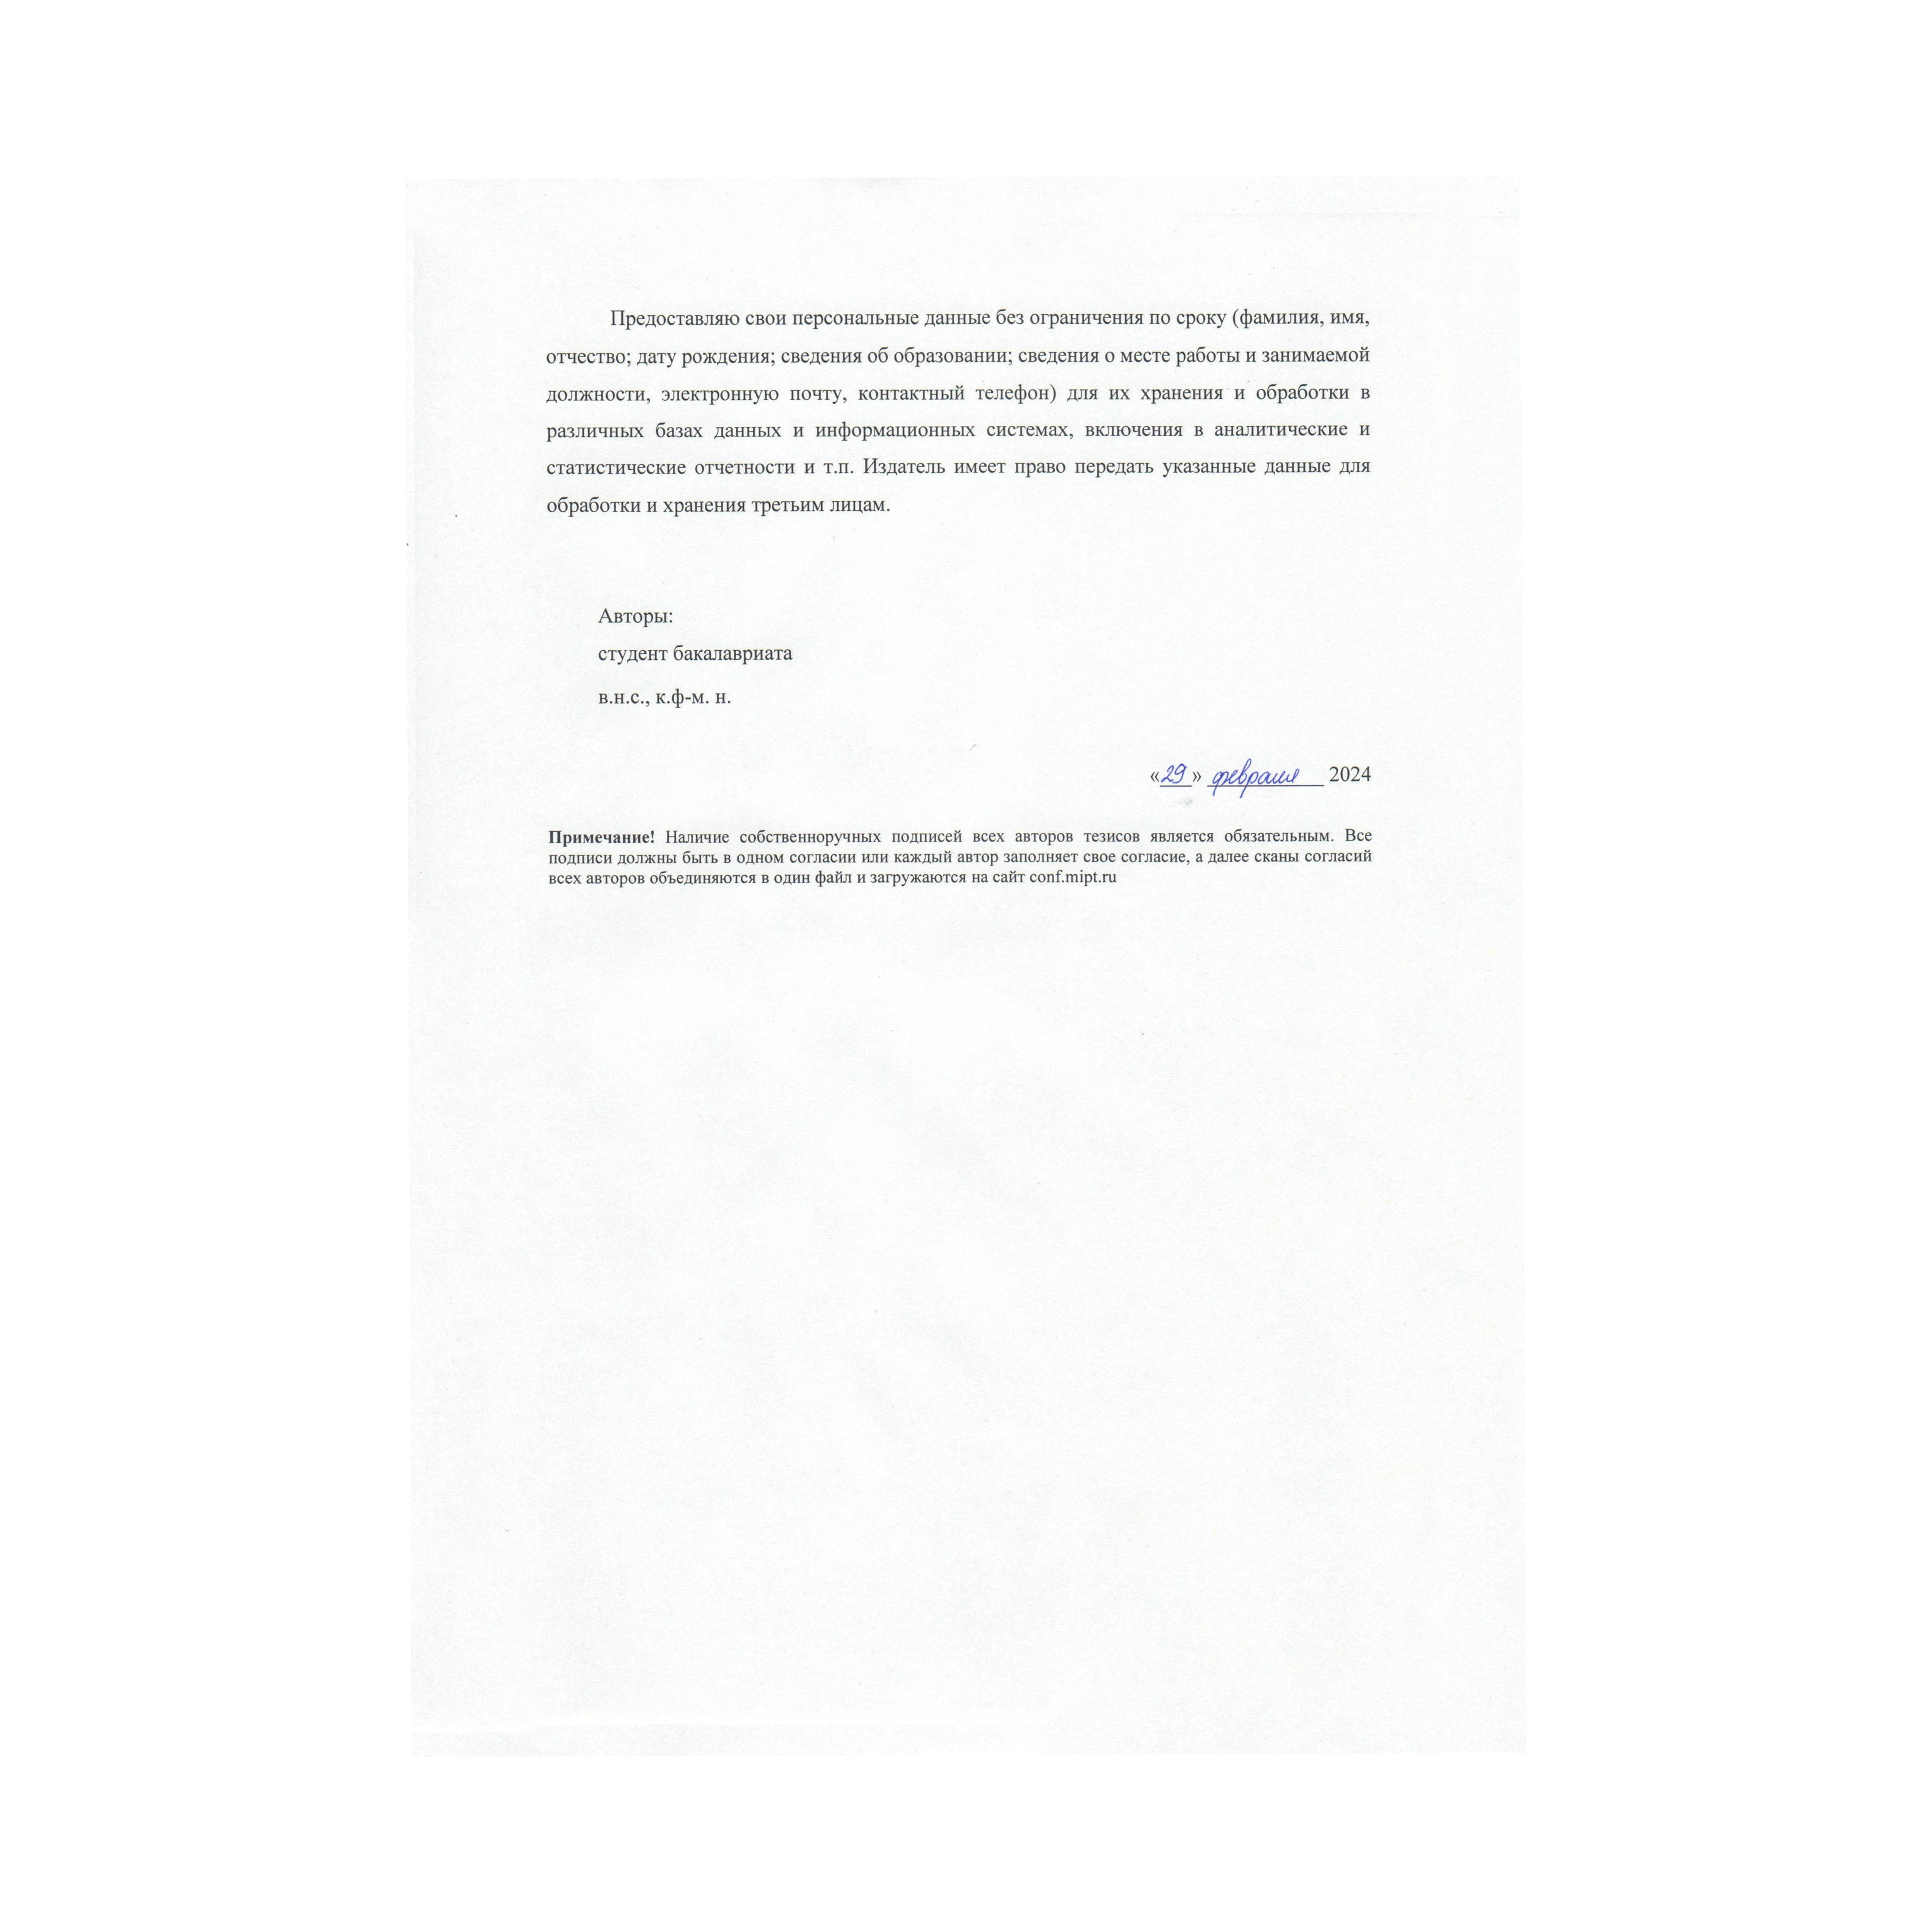 Предоставляю свои персональные данные без ограничения по сроку (фамилия, имя,
отчество; дату рождения; сведения об образовании; сведения о месте работы и занимаемой
должности, электронную почту, контактный телефон) для их хранения и обработки в
различных базах данных и информационных системах, включения в аналитические и
статистические отчетности и т.п. Издатель имеет право передать указанные данные для
обработки и хранения третьим лицам.
Авторы:
студент бакалавриата
в.н.с., к.ф-м. н.
«29» февраля 2024
Примечание! Наличие собственноручных подписей всех авторов тезисов является обязательным. Все
подписи должны быть в одном согласии или каждый автор заполняет свое согласие, а далее сканы согласий
всех авторов объединяются в один файл и загружаются на сайт conf.mipt.ru